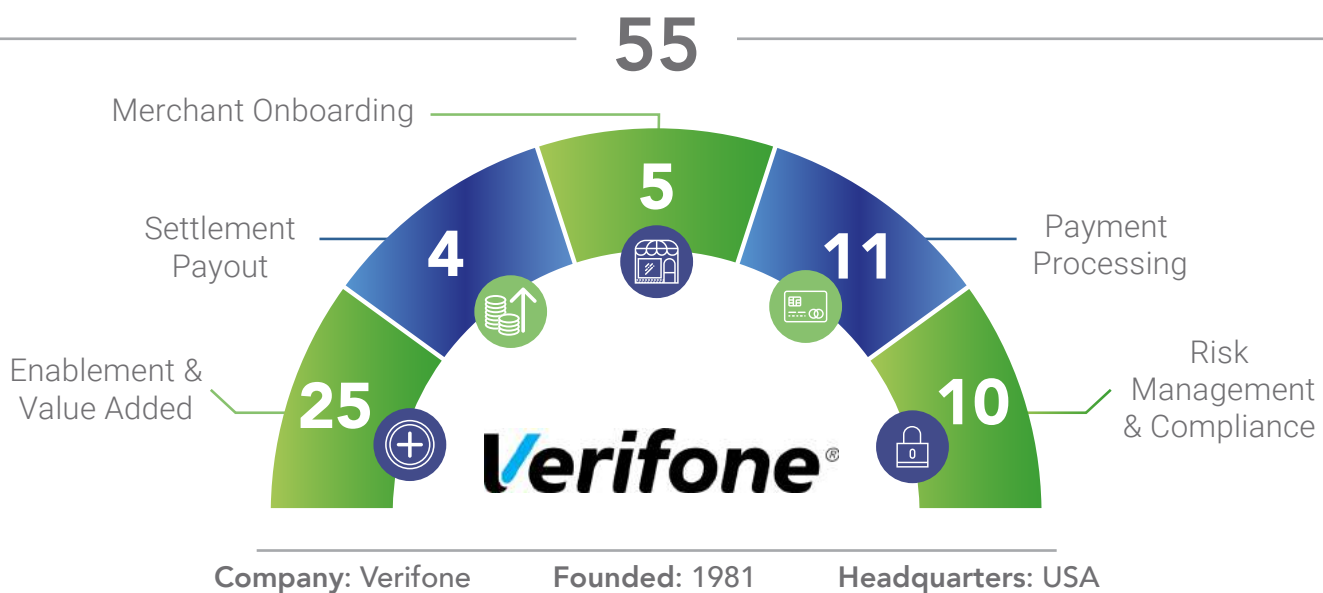 55
Merchant Onboarding
5
Settlement
Payout
4
11
Payment
Processing
Enablement &
Value Added
25
10
Risk
Management
& Compliance
0
Verifone®
Company: Verifone Founded: 1981 Headquarters: USA